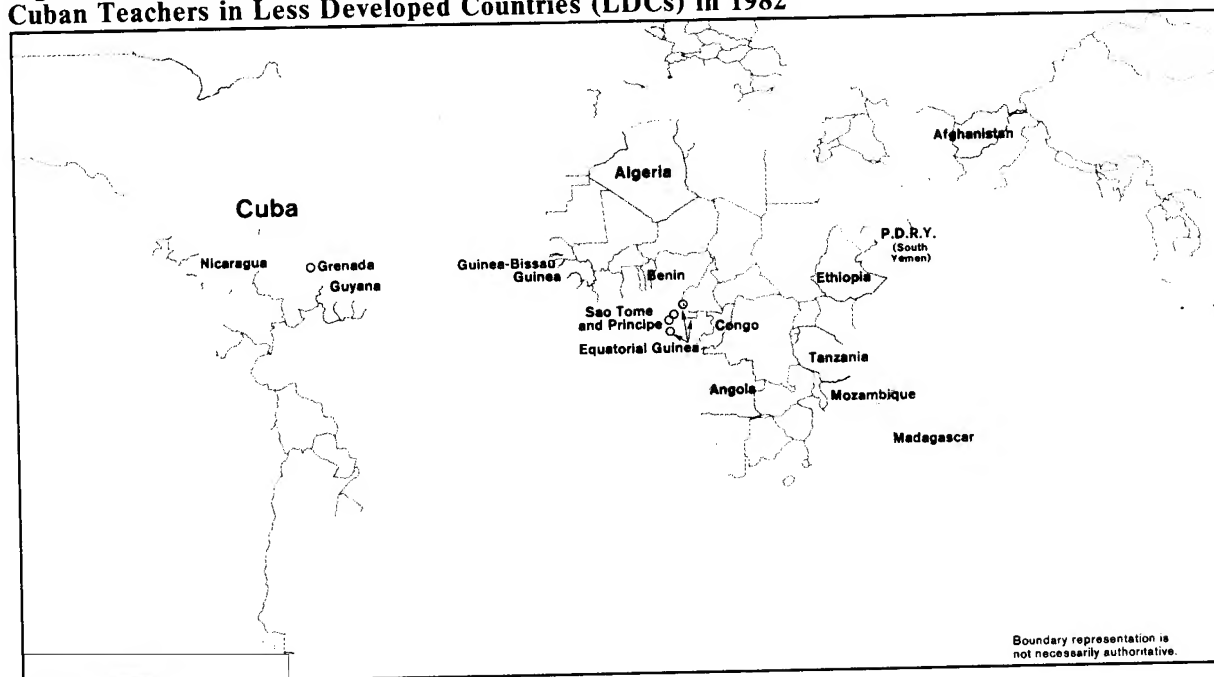 Cuban Teachers in Less Developed Countries (LDCs) in 1982
Afghanistan
Algeria
Cuba
P.D.R.Y.
(South
Yemen)
Nicaragua
Grenada
Guyana
Guinea-Bissau
Guinea
Benin
Ethiopia
Sao Tome
and Principe
Congo
Equatorial Guinea
Tanzania
Angola
Mozambique
Madagascar
Boundary representation is
not necessarily authoritative.